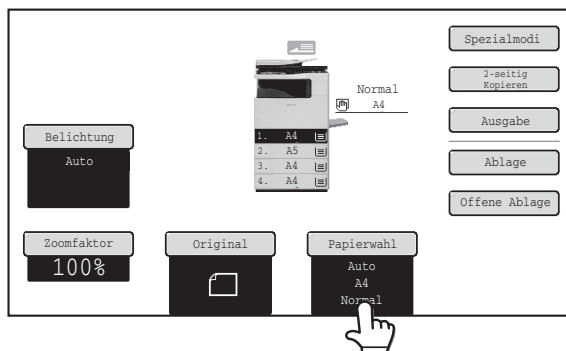 Spezialmodi
2-seitig
Kopieren
Normal
A4
Ausgabe
Belichtung
Auto
1. A4
2. A5
3. A4
4. A4
Ablage
Offene Ablage
Zoomfaktor
100%
Original
Papierwahl
Auto
A4
Normal